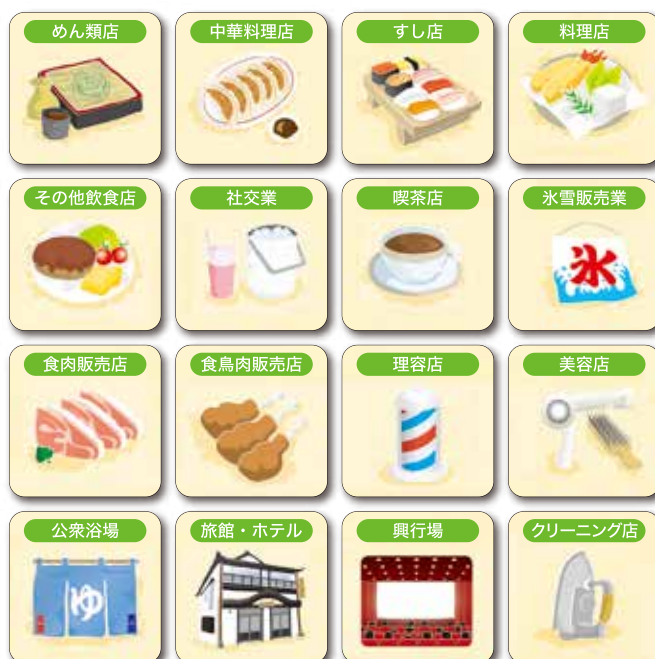 めん類店
中華料理店
すし店
料理店
その他飲食店
社交業
喫茶店
氷雪販売業
氷
食肉販売店
食鳥肉販売店
理容店
美容店
公衆浴場
旅館・ホテル
興行場
クリーニング店
ゆ